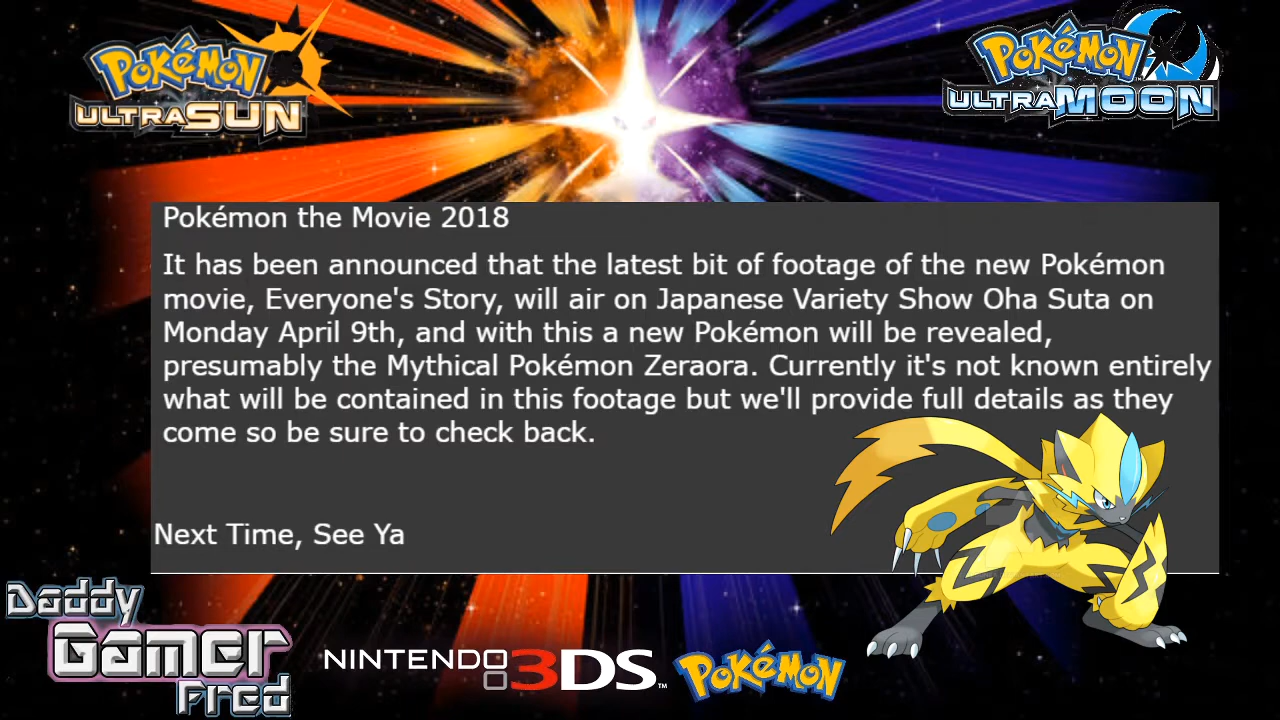 POKÉMON
ULTRA SUN
POKÉMON
ULTRA MOON
Pokémon the Movie 2018
It has been announced that the latest bit of footage of the new Pokémon
movie, Everyone's Story, will air on Japanese Variety Show Oha Suta on
Monday April 9th, and with this a new Pokémon will be revealed,
presumably the Mythical Pokémon Zeraora. Currently it's not known entirely
what will be contained in this footage but we'll provide full details as they
come so be sure to check back.
Next Time, See Ya
Daddy
Gamer
Fred
NINTENDO 3DS™
POKÉMON